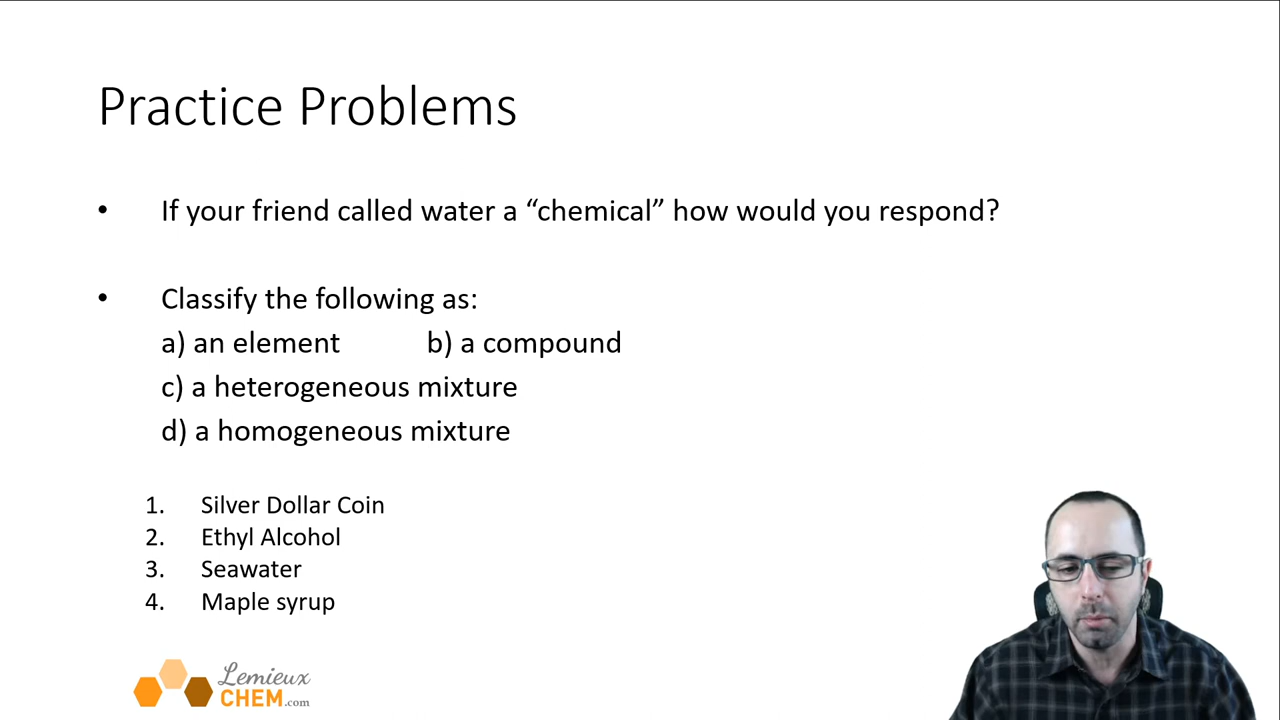 Practice Problems
• If your friend called water a “chemical” how would you respond?
• Classify the following as:
a) an element b) a compound
c) a heterogeneous mixture
d) a homogeneous mixture
1. Silver Dollar Coin
2. Ethyl Alcohol
3. Seawater
4. Maple syrup
Lemieux
CHEM.com